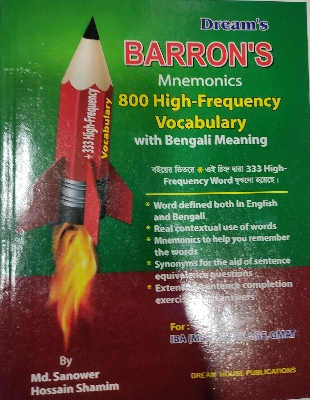 Dream's
BARRON'S
Mnemonics
800 High-Frequency
Vocabulary
with Bengali Meaning
+ 333 High-Frequency
Vocabulary
বইয়ের ভিতরে * এই চিহ্ন দ্বারা 333 High-
Frequency Word বুঝানো হয়েছে।
* Word defined both In English
and Bengali
* Real contextual use of words
* Mnemonics to help you remember
the words
* Synonyms for the aid of sentence
equivalence questions
* Extensive sentence completion
exercises answers
For:
IBA GMAT
By
Md. Sanower
Hossain Shamim
DREAM HOUSE PUBLICATIONS